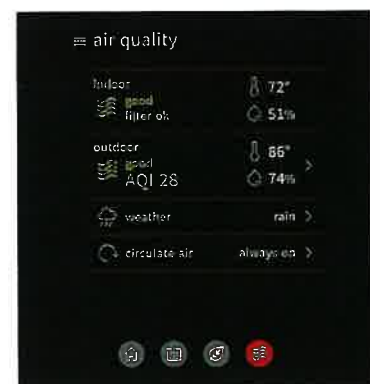 air quality
indoor
good
filter ok
72°
51%
outdoor
good
AQI 28
86°
74%
weather rain
circulate air always on